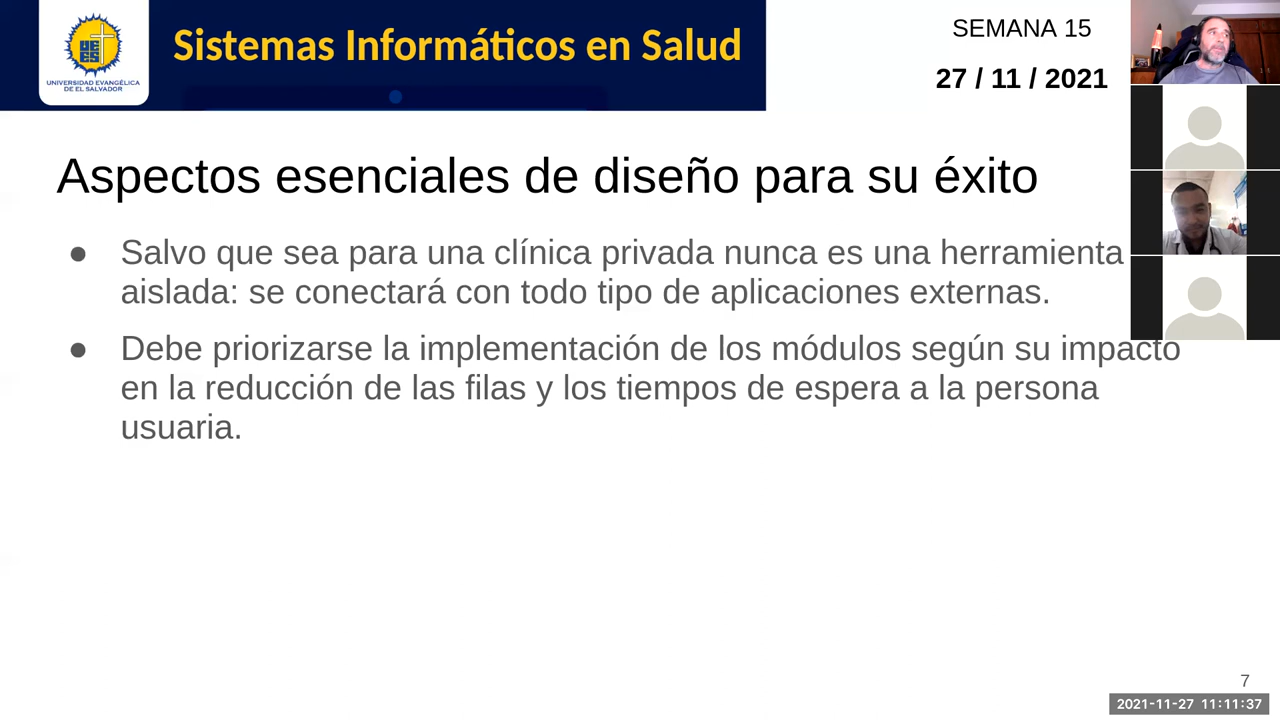 UNIVERSIDAD EVANGÉLICA
DE EL SALVADOR
Sistemas Informáticos en Salud
SEMANA 15
27 / 11 / 2021
Aspectos esenciales de diseño para su éxito
● Salvo que sea para una clínica privada nunca es una herramienta
aislada: se conectará con todo tipo de aplicaciones externas.
● Debe priorizarse la implementación de los módulos según su impacto
en la reducción de las filas y los tiempos de espera a la persona
usuaria.
7
2021-11-27 11:11:37